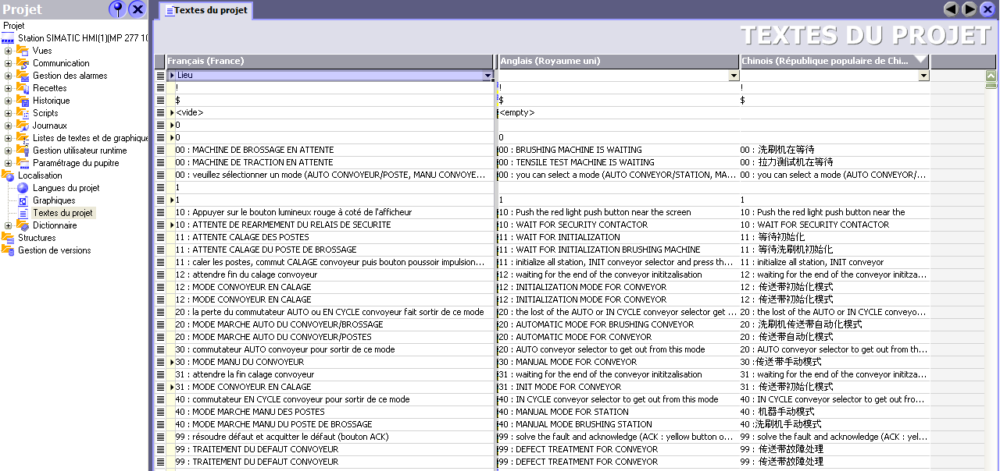 Projet
Textes du projet
Projet
Station SIMATIC HMI(1)(MP 277 10
Vues
Communication
Gestion des alarmes
Recettes
Historique
Scripts
Journaux
Listes de textes et de graphique
Gestion utilisateur runtime
Paramétrage du pupitre
Localisation
Langues du projet
Graphiques
Textes du projet
Dictionnaire
Structures
Gestion de versions
TEXTES DU PROJET
Français (France) Anglais (Royaume uni) Chinois (République populaire de Chi...
Lieu
! ! !
$ $ $
<vide> <empty>
0
0 0
00 : MACHINE DE BROSSAGE EN ATTENTE 00 : BRUSHING MACHINE IS WAITING 00 : 洗刷机在等待
00 : MACHINE DE TRACTION EN ATTENTE 00 : TENSILE TEST MACHINE IS WAITING 00 : 拉力测试机在等待
00 : veuillez sélectionner un mode (AUTO CONVOYEUR/POSTE, MANU CONVOYE... 00 : you can select a mode (AUTO CONVEYOR/STATION, MA... 00 : you can select a mode (AUTO CONVEYOR/...
1
1 1 1
10 : Appuyer sur le bouton lumineux rouge à coté de l'afficheur 10 : Push the red light push button near the screen 10 : Push the red light push button near the
10 : ATTENTE DE REARMEMENT DU RELAIS DE SECURITE 10 : WAIT FOR SECURITY CONTACTOR 10 : WAIT FOR SECURITY CONTACTOR
11 : ATTENTE CALAGE DES POSTES 11 : WAIT FOR INITIALIZATION 11 : 等待初始化
11 : ATTENTE CALAGE DU POSTE DE BROSSAGE 11 : WAIT FOR INITIALIZATION BRUSHING MACHINE 11 : 等待洗刷机初始化
11 : caler les postes, commut CALAGE convoyeur puis bouton poussoir impulsion... 11 : initialize all station, INIT conveyor selector and press th... 11 : initialize all station, INIT conveyor
12 : attendre fin du calage convoyeur 12 : waiting for the end of the conveyor inititzalisation 12 : waiting for the end of the conveyor inititza...
12 : MODE CONVOYEUR EN CALAGE 12 : INITIALIZATION MODE FOR CONVEYOR 12 : 传送带初始化模式
12 : MODE CONVOYEUR EN CALAGE 12 : INITIALIZATION MODE FOR CONVEYOR 12 : 传送带初始化模式
20 : la perte du commutateur AUTO ou EN CYCLE convoyeur fait sortir de ce mode 20 : the lost of the AUTO or IN CYCLE conveyor selector get ... 20 : the lost of the AUTO or IN CYCLE conveyo...
20 : MODE MARCHE AUTO DU CONVOYEUR/BROSSAGE 20 : AUTOMATIC MODE FOR BRUSHING CONVEYOR 20 : 洗刷机传送带自动化模式
20 : MODE MARCHE AUTO DU CONVOYEUR/POSTES 20 : AUTOMATIC MODE FOR CONVEYOR 20 : 传送带自动化模式
30 : commutateur AUTO convoyeur pour sortir de ce mode 20 : AUTO conveyor selector to get out from this mode 20 : AUTO conveyor selector to get out from th...
30 : MODE MANU DU CONVOYEUR 30 : MANUAL MODE FOR CONVEYOR 30 :传送带手动模式
31 : attendre la fin calage convoyeur 31 : waiting for the end of the conveyor inititzalisation 31 : waiting for the end of the conveyor inititza...
31 : MODE CONVOYEUR EN CALAGE 31 : INIT MODE FOR CONVEYOR 31 : 传送带初始化模式
40 : commutateur EN CYCLE convoyeur pour sortir de ce mode 40 : IN CYCLE conveyor selector to get out from this mode 40 : IN CYCLE conveyor selector to get out fro...
40 : MODE MARCHE MANU DES POSTES 40 : MANUAL MODE FOR STATION 40 : 机器手动模式
40 : MODE MARCHE MANU DU POSTE DE BROSSAGE 40 : MANUAL MODE BRUSHING STATION 40 :洗刷机手动模式
99 : résoudre défaut et acquitter le défaut (bouton ACK) 99 : solve the fault and acknowledge (ACK : yellow button o... 99 : solve the fault and acknowledge (ACK : yel...
99 : TRAITEMENT DU DEFAUT CONVOYEUR 99 : DEFECT TREATMENT FOR CONVEYOR 99 : 传送带故障处理
99 : TRAITEMENT DU DEFAUT CONVOYEUR 99 : DEFECT TREATMENT FOR CONVEYOR 99 : 传送带故障处理